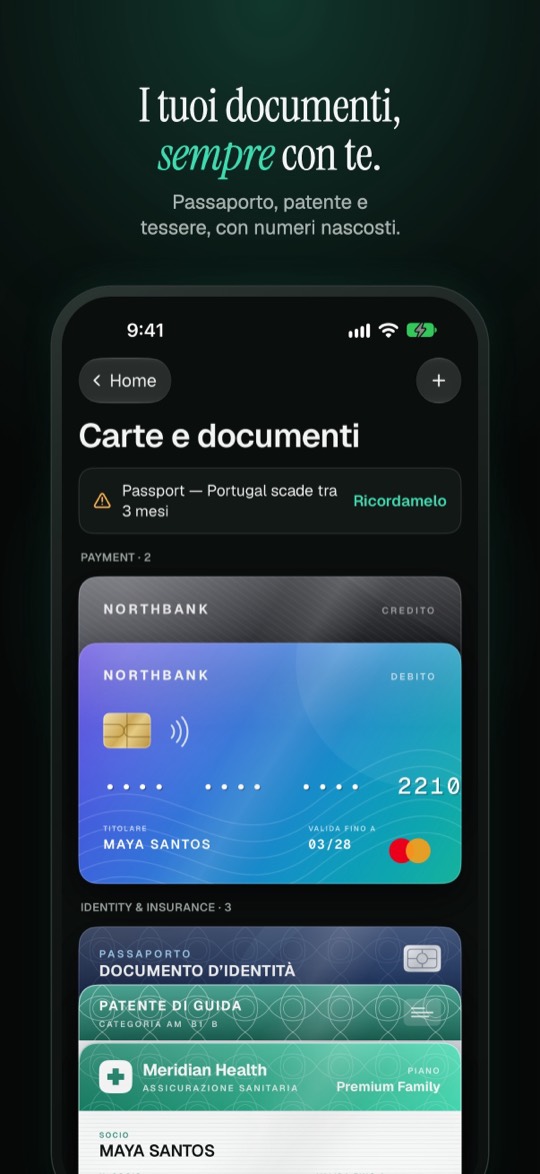 I tuoi documenti,
sempre con te.
Passaporto, patente e
tessere, con numeri nascosti.
9:41
Home
Carte e documenti
Passport — Portugal scade tra
3 mesi
Ricordamelo
PAYMENT · 2
NORTHBANK
CREDITO
NORTHBANK
DEBITO
•••• •••• •••• 2210
TITOLARE
VALIDA FINO A
MAYA SANTOS
03/28
IDENTITY & INSURANCE · 3
PASSAPORTO
DOCUMENTO D'IDENTITÀ
PATENTE DI GUIDA
CATEGORIA AM B1 B
Meridian Health
ASSICURAZIONE SANITARIA
PIANO
Premium Family
SOCIO
MAYA SANTOS